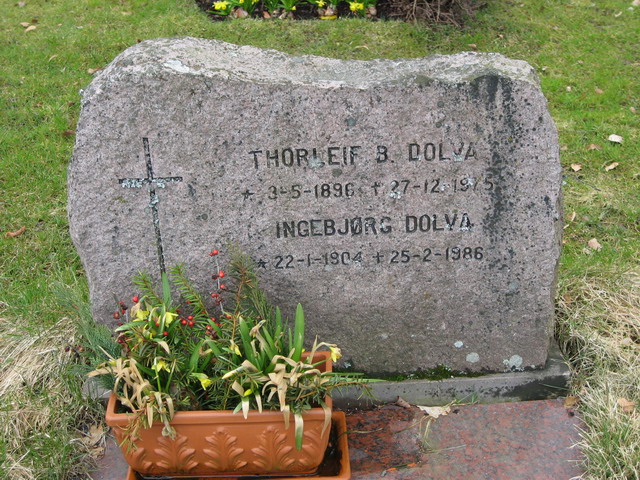 THORLEIF B. DOLVA
* 3-5-1896 + 27-12-1975
INGEBJØRG DOLVA
* 22-1-1904 + 25-2-1986